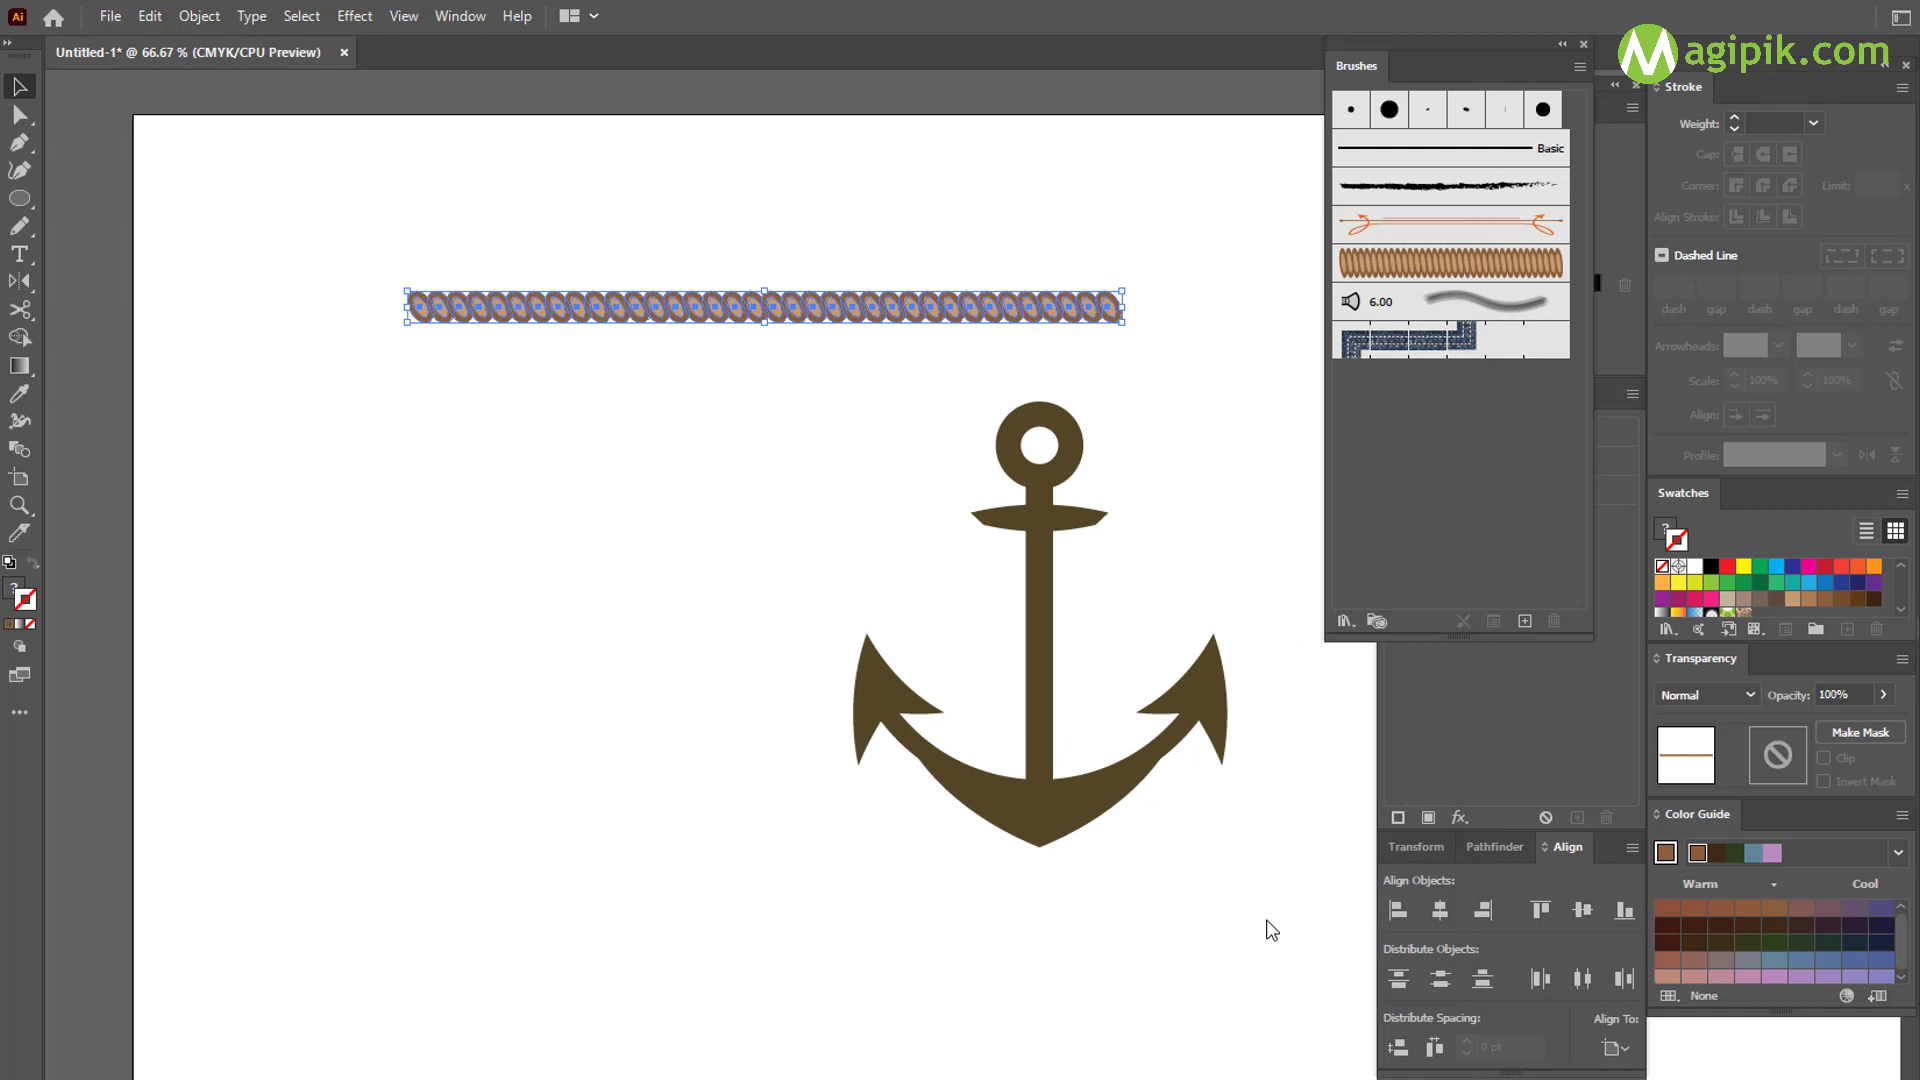 Ai File Edit Object Type Select Effect View Window Help
Magipik.com
Untitled-1* @ 66.67 % (CMYK/CPU Preview)
Brushes
Basic
6.00
Stroke
Weight:
Cap:
Corner:
Limit:
x
Align Stroke:
Dashed Line
dash gap dash gap dash gap
Arrowheads:
Scale: 100% 100%
Align:
Profile:
Swatches
?
Transparency
Normal Opacity: 100%
Make Mask
Clip
Invert Mask
fx.
Color Guide
Transform Pathfinder Align
Align Objects:
Warm Cool
Distribute Objects:
None
Distribute Spacing: Align To:
0 pt
T
?